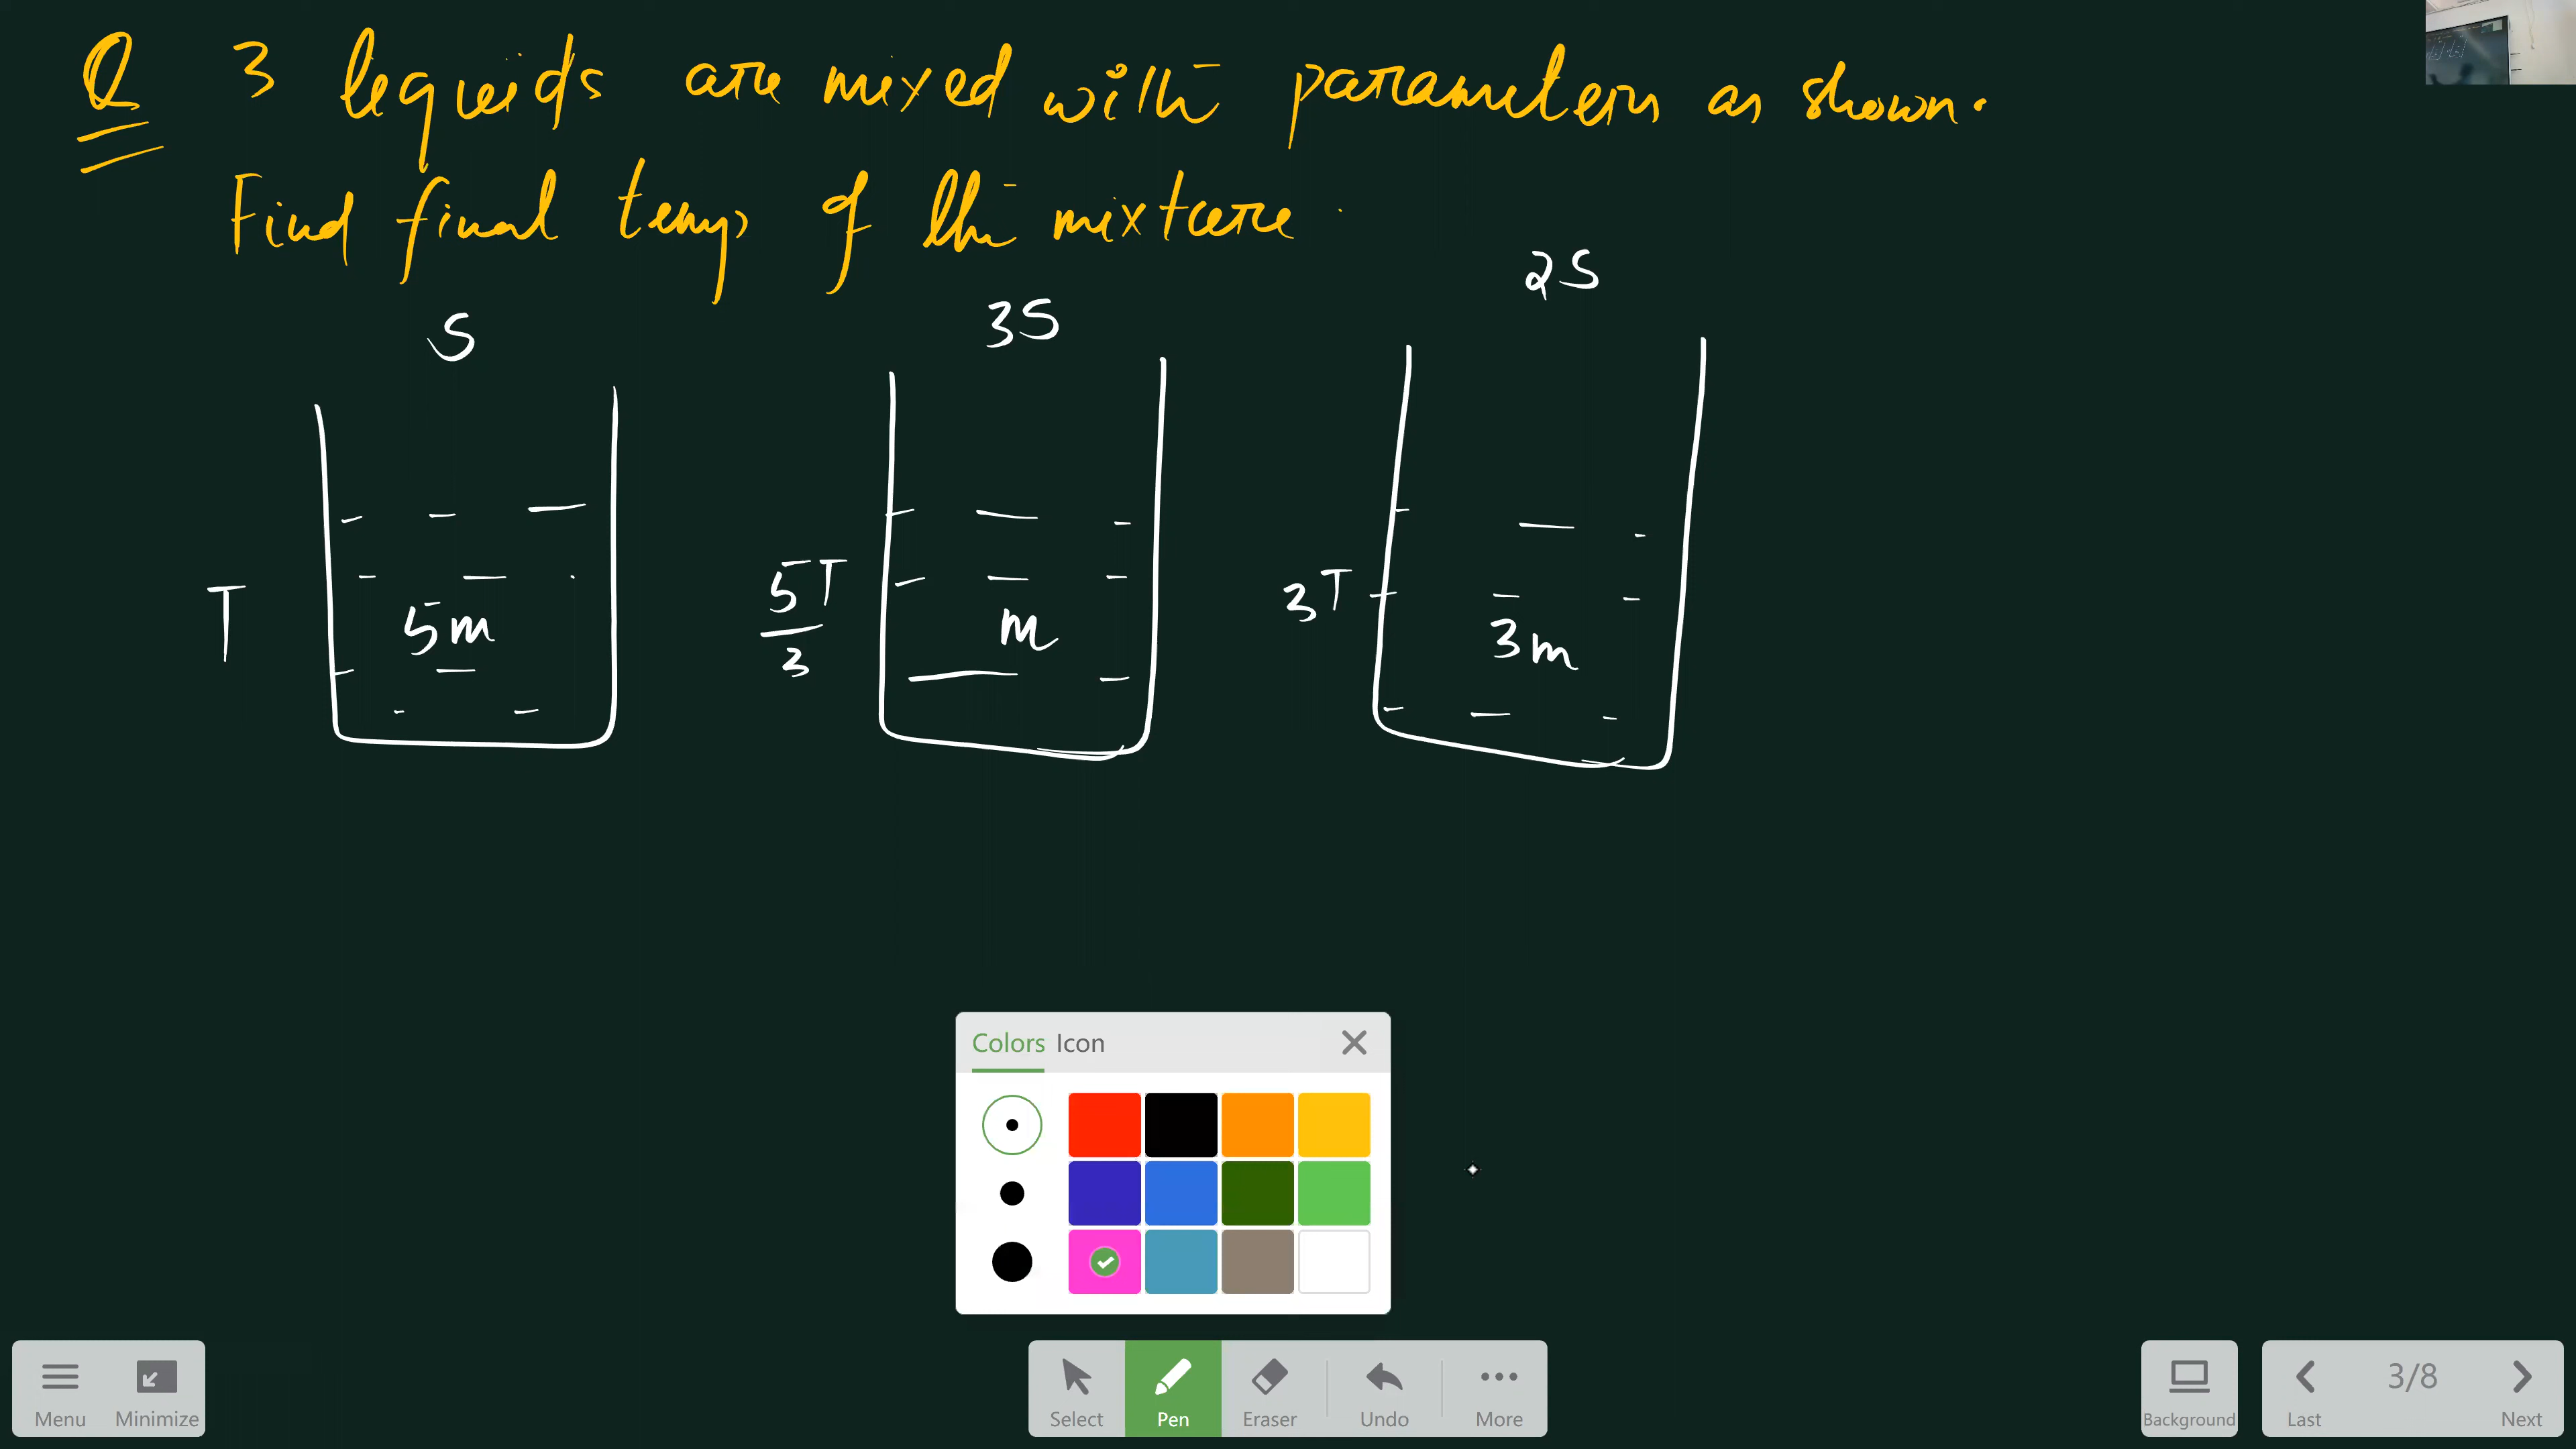 Q 3 liquids are mixed with parameters as shown.
Find final temp of the mixture.
S 3S 2S
T 5m 5T/3 m 3T 3m
Colors Icon
Menu Minimize Select Pen Eraser Undo More Background Last 3/8 Next